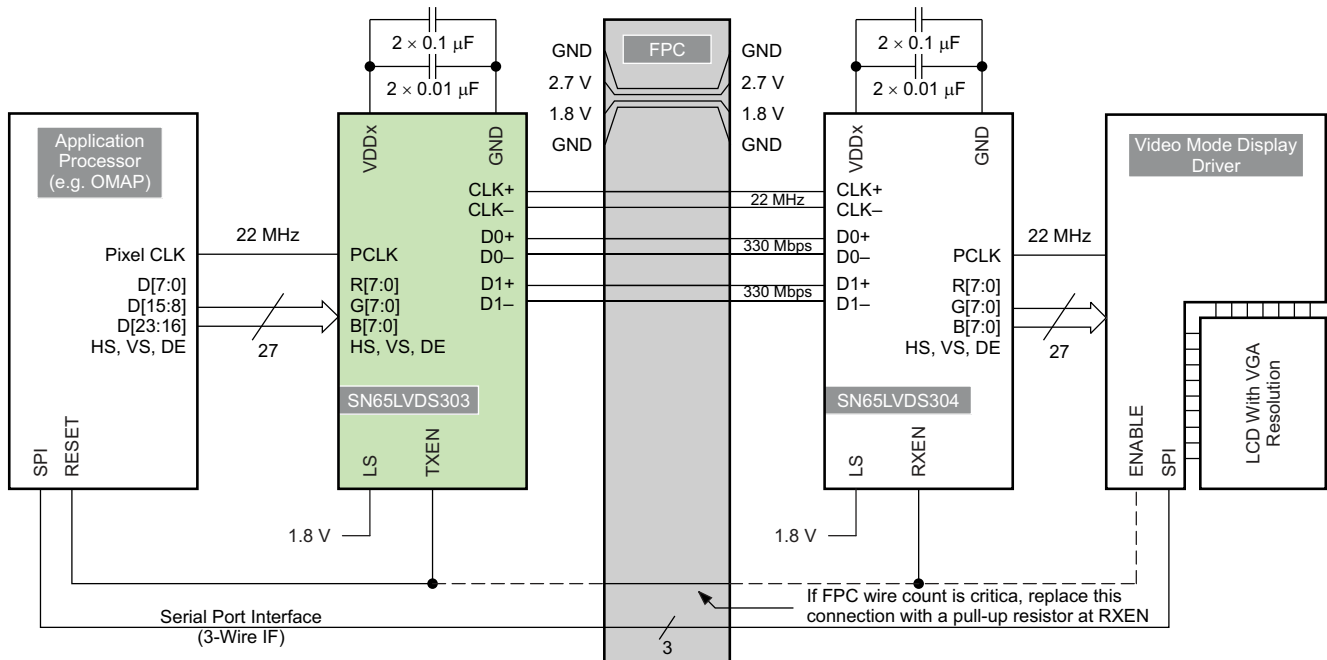 2 × 0.1 μF
2 × 0.01 μF
GND
2.7 V
1.8 V
GND
FPC
GND
2.7 V
1.8 V
GND
2 × 0.1 μF
2 × 0.01 μF
Application
Processor
(e.g. OMAP)
Pixel CLK
D[7:0]
D[15:8]
D[23:16]
HS, VS, DE
SPI
RESET
22 MHz
27
VDDx
GND
CLK+
CLK–
D0+
D0–
D1+
D1–
PCLK
R[7:0]
G[7:0]
B[7:0]
HS, VS, DE
SN65LVDS303
LS
TXEN
1.8 V
22 MHz
330 Mbps
330 Mbps
VDDx
GND
CLK+
CLK–
D0+
D0–
D1+
D1–
PCLK
R[7:0]
G[7:0]
B[7:0]
HS, VS, DE
SN65LVDS304
LS
RXEN
1.8 V
22 MHz
27
Video Mode Display
Driver
ENABLE
SPI
LCD With VGA
Resolution
If FPC wire count is critica, replace this
connection with a pull-up resistor at RXEN
Serial Port Interface
(3-Wire IF)
3